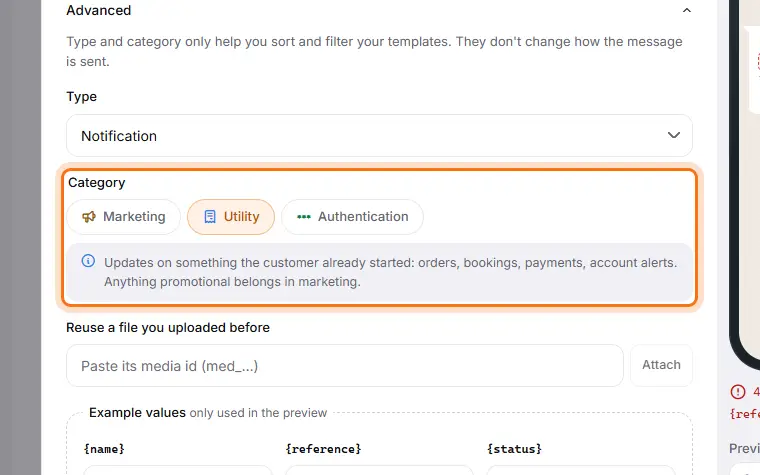 Advanced
Type and category only help you sort and filter your templates. They don't change how the message
is sent.
Type
Notification
Category
Marketing
Utility
Authentication
Updates on something the customer already started: orders, bookings, payments, account alerts.
Anything promotional belongs in marketing.
Reuse a file you uploaded before
Paste its media id (med_...)
Attach
4
Example values only used in the preview
{name}
{reference}
{status}